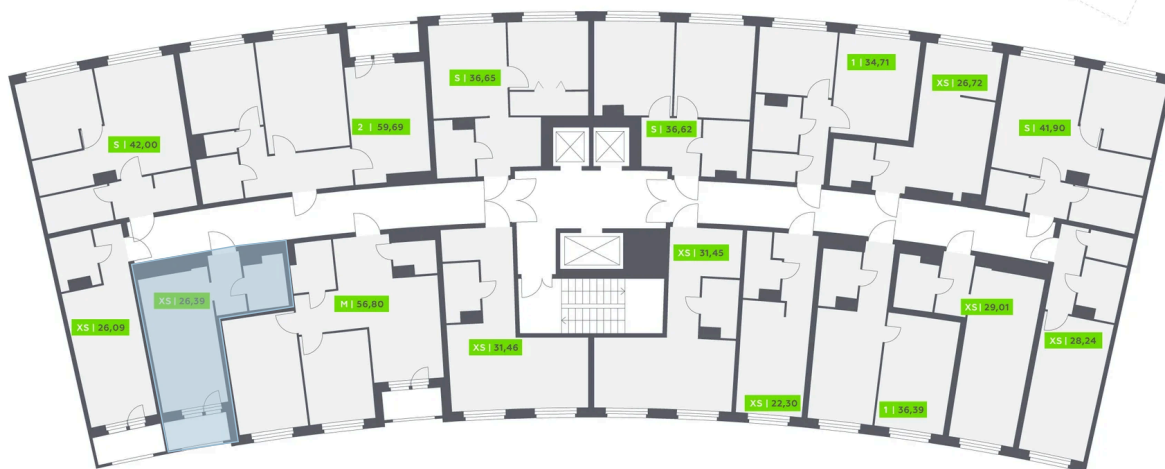 S | 36,65
1 | 34,71
XS | 26,72
2 | 59,69
S | 36,62
S | 41,90
S | 42,00
XS | 31,45
XS | 26,39
M | 56,80
XS | 29,01
XS | 26,09
XS | 31,46
XS | 28,24
XS | 22,30
1 | 36,39